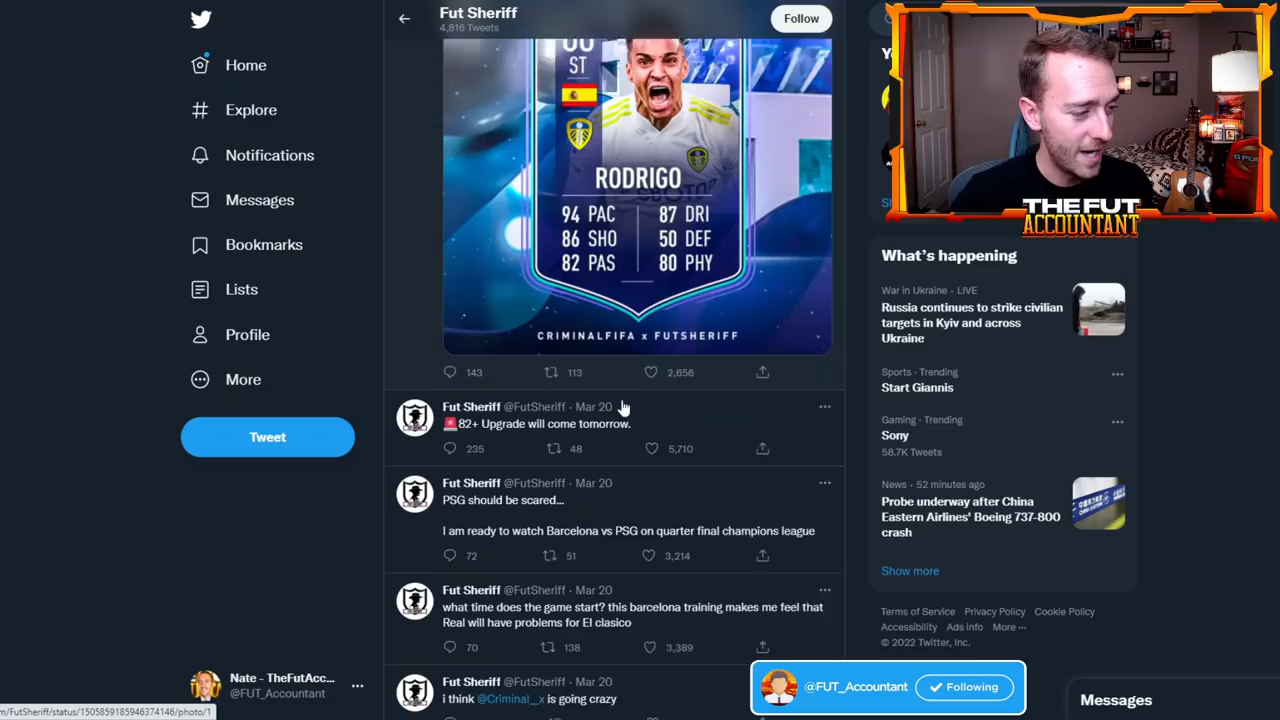 Fut Sheriff
4,816 Tweets
Follow
Home
Explore
Notifications
Messages
Bookmarks
Lists
Profile
More
Tweet
Nate - TheFutAcc...
@FUT_Accountant
ST
RODRIGO
94 PAC 87 DRI
86 SHO 50 DEF
82 PAS 80 PHY
CRIMINALFIFA x FUTSHERIFF
143 113 2,656
Fut Sheriff @FutSheriff · Mar 20
🚨82+ Upgrade will come tomorrow.
235 48 5,710
Fut Sheriff @FutSheriff · Mar 20
PSG should be scared...
I am ready to watch Barcelona vs PSG on quarter final champions league
72 51 3,214
Fut Sheriff @FutSheriff · Mar 20
what time does the game start? this barcelona training makes me feel that
Real will have problems for El clasico
70 138 3,389
Fut Sheriff @FutSheriff · Mar 20
i think @Criminal__x is going crazy
THE FUT
ACCOUNTANT
What's happening
War in Ukraine · LIVE
Russia continues to strike civilian
targets in Kyiv and across
Ukraine
Sports · Trending
Start Giannis
Gaming · Trending
Sony
58.7K Tweets
News · 52 minutes ago
Probe underway after China
Eastern Airlines' Boeing 737-800
crash
Show more
Terms of Service Privacy Policy Cookie Policy
Accessibility Ads info More ···
© 2022 Twitter, Inc.
@FUT_Accountant Following
Messages
m/FutSheriff/status/1505859185946374146/photo/1